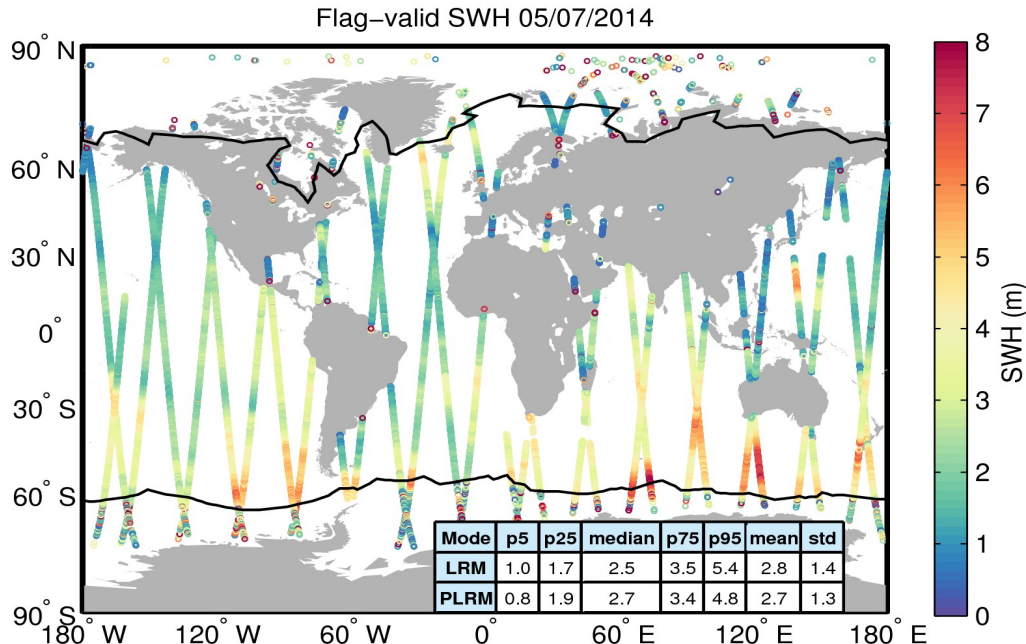 Flag−valid SWH 05/07/2014
90° N
60° N
30° N
0°
30° S
60° S
90° S
180° W
120° W
60° W
0°
60° E
120° E
180° E
Mode p5 p25 median p75 p95 mean std
LRM 1.0 1.7 2.5 3.5 5.4 2.8 1.4
PLRM 0.8 1.9 2.7 3.4 4.8 2.7 1.3
8
7
6
5
4
3
2
1
0
SWH (m)